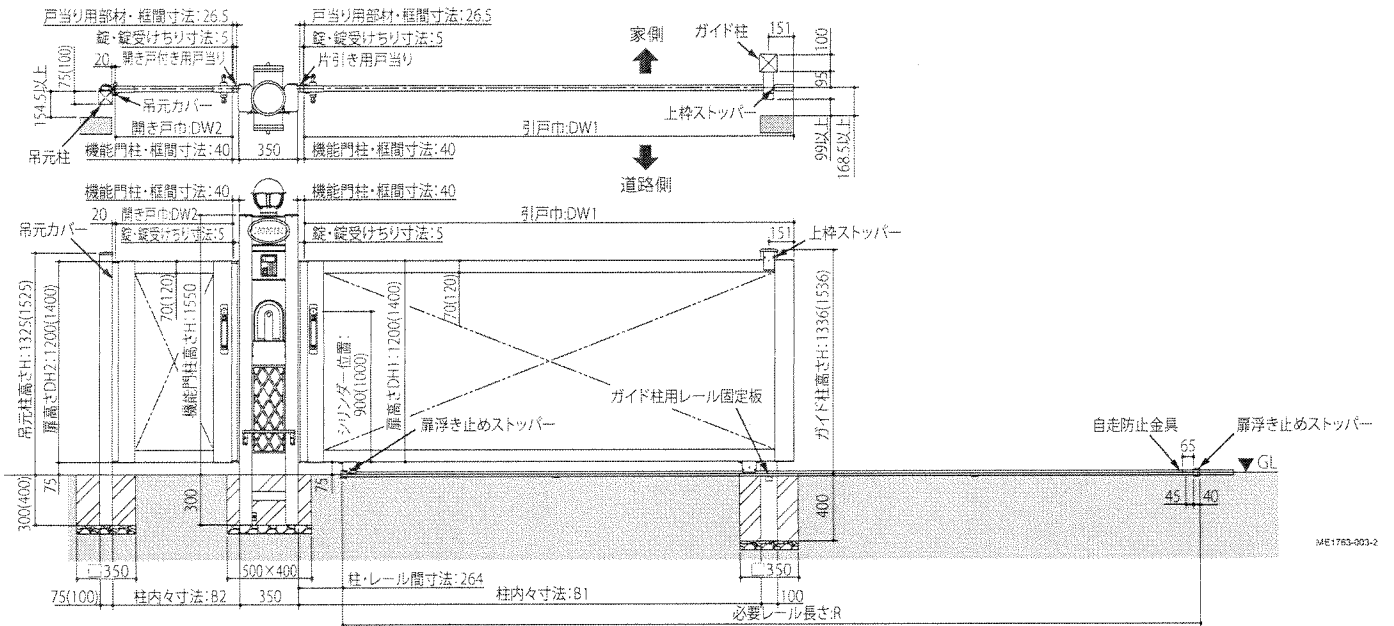 戸当り用部材・框間寸法:26.5
戸当り用部材・框間寸法:26.5
錠・錠受けちり寸法:5
錠・錠受けちり寸法:5
20
開き戸付き用戸当り
片引き用戸当り
家側
ガイド柱
151
100
95
154.5以上
75(100)
吊元カバー
上枠ストッパー
開き戸巾:DW2
引戸巾:DW1
99以上
168.5以上
吊元柱
機能門柱・框間寸法:40
350
機能門柱・框間寸法:40
道路側
機能門柱・框間寸法:40
機能門柱・框間寸法:40
20
開き戸巾:DW2
引戸巾:DW1
吊元カバー
錠・錠受けちり寸法:5
錠・錠受けちり寸法:5
151
上枠ストッパー
吊元柱高さH:1325(1525)
扉高さDH2:1200(1400)
70(120)
機能門柱高さH:1550
シリンダー位置:
900(1000)
扉高さDH1:1200(1400)
70(120)
ガイド柱高さH:1336(1536)
ガイド柱用レール固定板
扉浮き止めストッパー
自走防止金具
扉浮き止めストッパー
65
GL
75
300(400)
300
75
400
45
40
ME1763-003-2
□350
500×400
柱・レール間寸法:264
□350
75(100)
柱内々寸法:B2
350
柱内々寸法:B1
100
必要レール長さ:R